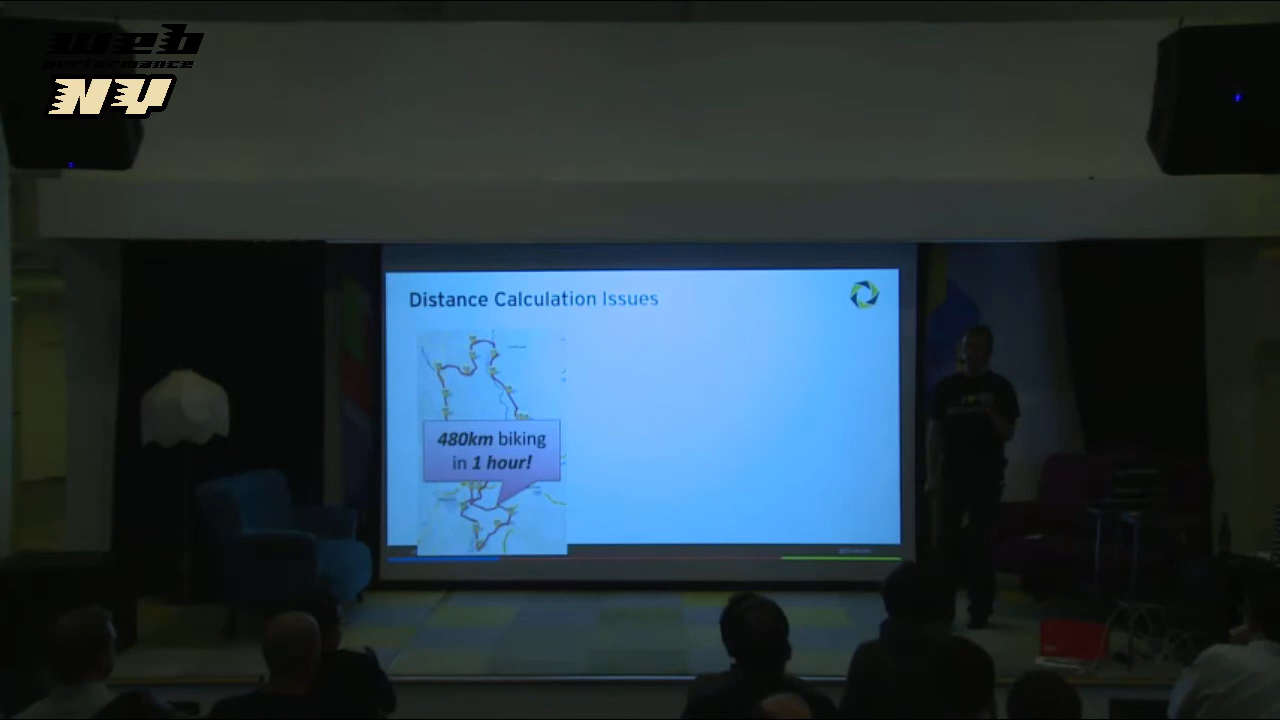 web
performance
NY
Distance Calculation Issues
480km biking
in 1 hour!